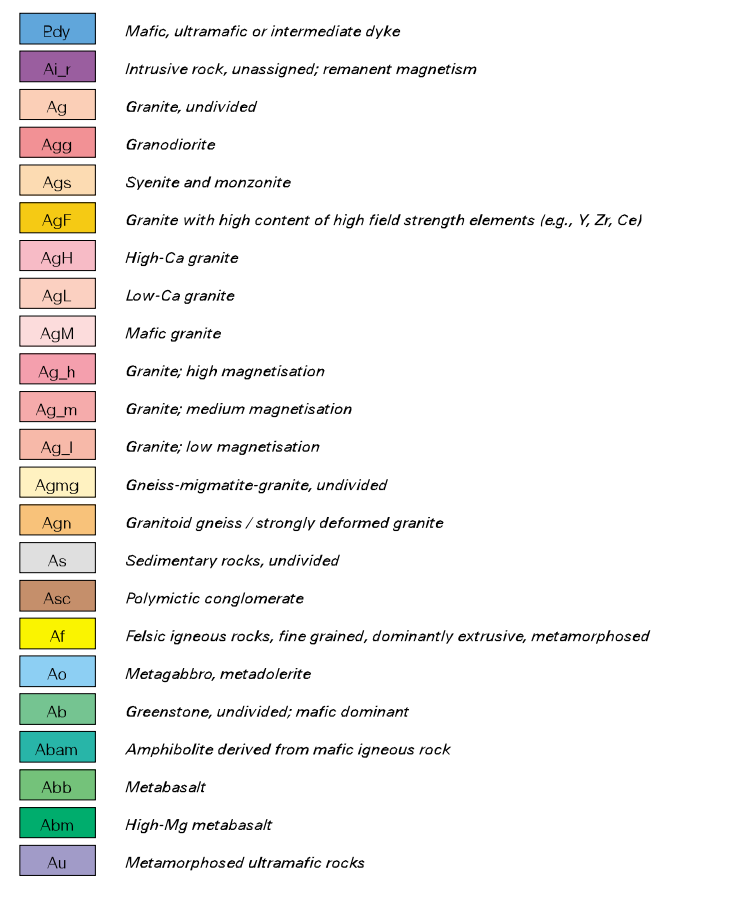 Pdy Mafic, ultramafic or intermediate dyke
Ai_r Intrusive rock, unassigned; remanent magnetism
Ag Granite, undivided
Agg Granodiorite
Ags Syenite and monzonite
AgF Granite with high content of high field strength elements (e.g., Y, Zr, Ce)
AgH High-Ca granite
AgL Low-Ca granite
AgM Mafic granite
Ag_h Granite; high magnetisation
Ag_m Granite; medium magnetisation
Ag_l Granite; low magnetisation
Agmg Gneiss-migmatite-granite, undivided
Agn Granitoid gneiss / strongly deformed granite
As Sedimentary rocks, undivided
Asc Polymictic conglomerate
Af Felsic igneous rocks, fine grained, dominantly extrusive, metamorphosed
Ao Metagabbro, metadolerite
Ab Greenstone, undivided; mafic dominant
Abam Amphibolite derived from mafic igneous rock
Abb Metabasalt
Abm High-Mg metabasalt
Au Metamorphosed ultramafic rocks